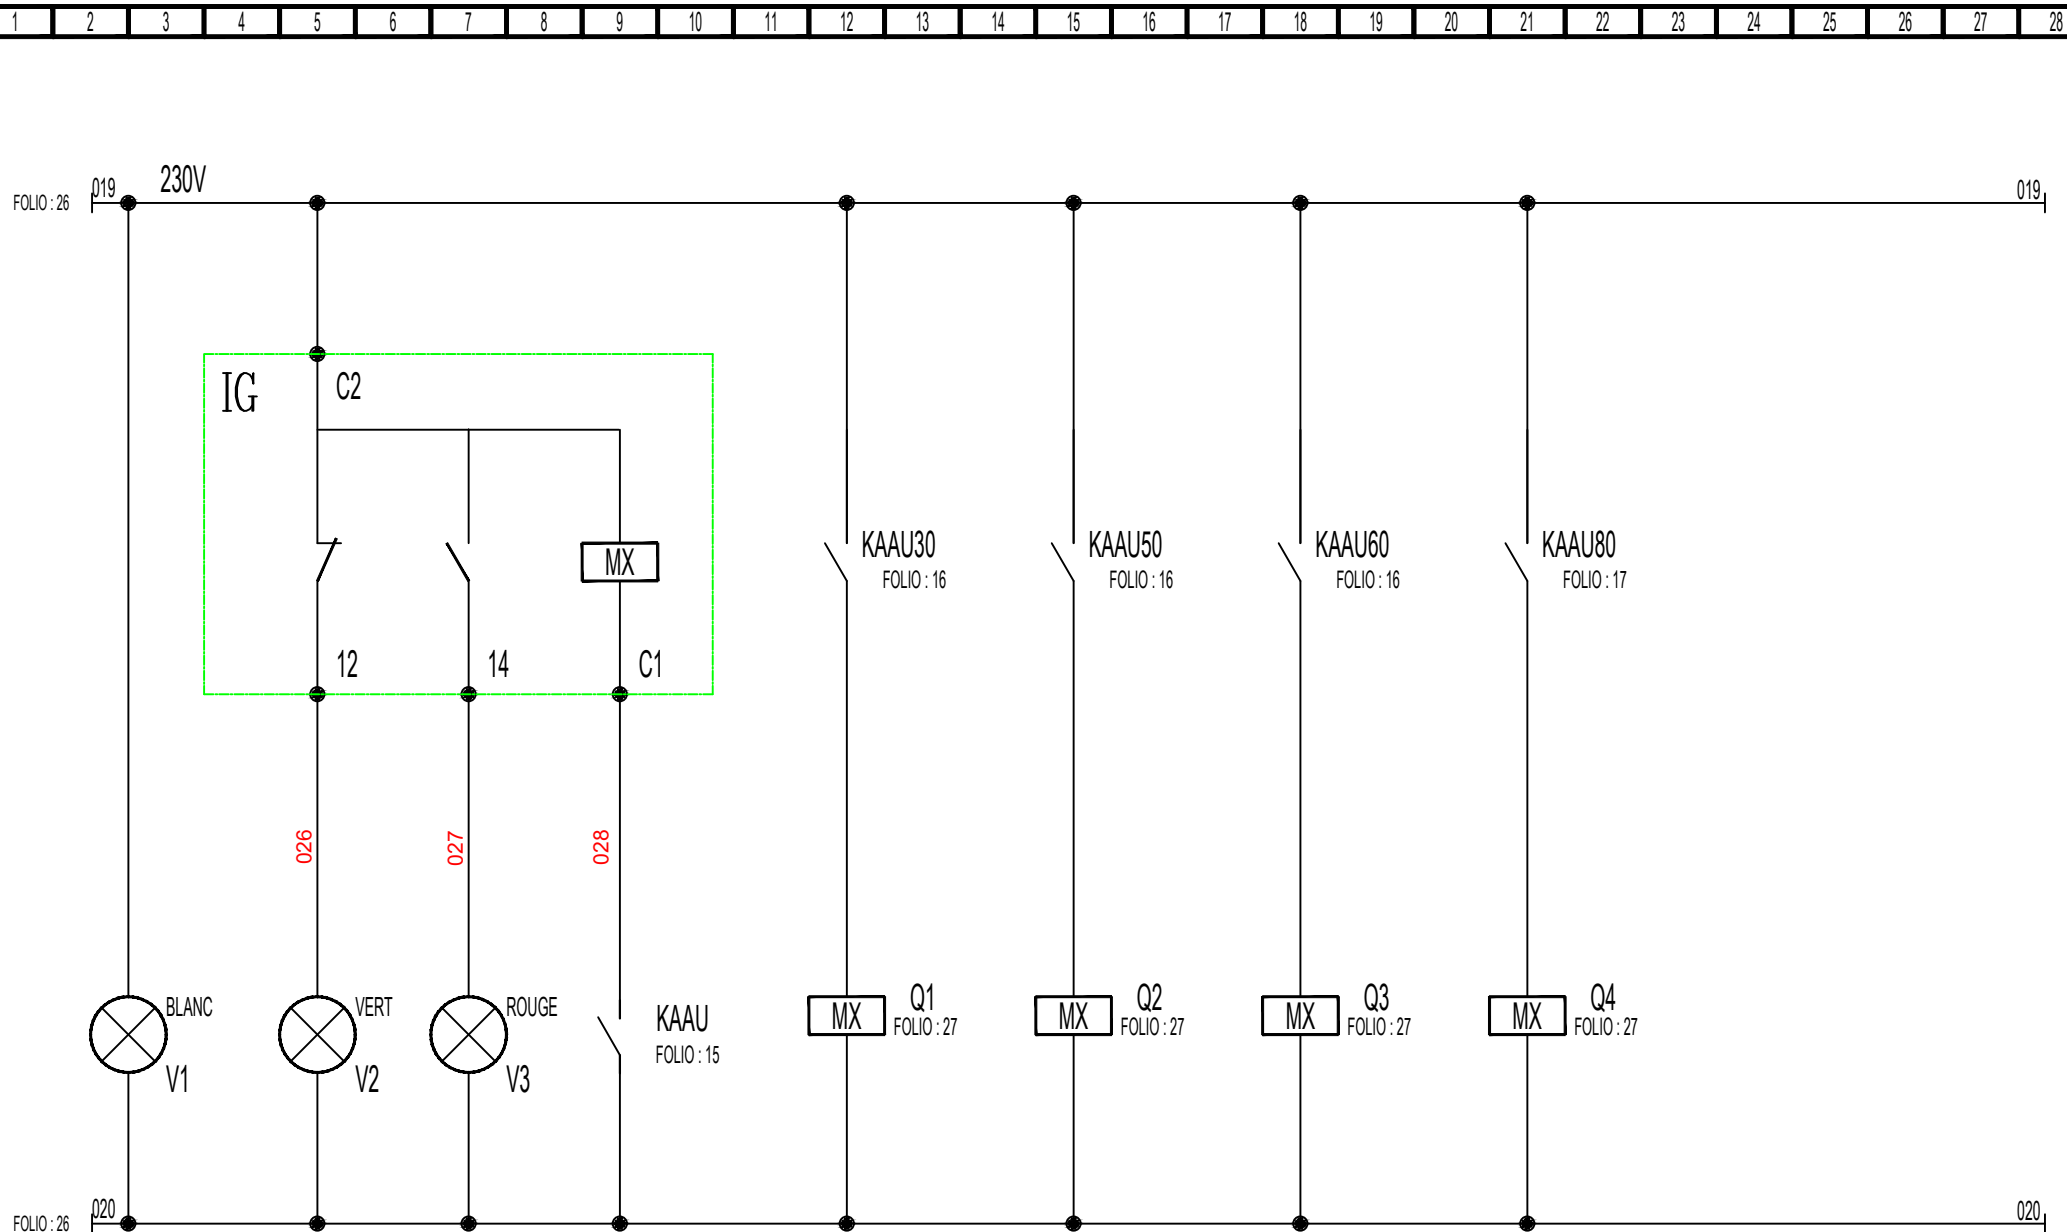 1 2 3 4 5 6 7 8 9 10 11 12 13 14 15 16 17 18 19 20 21 22 23 24 25 26 27 28
230V
FOLIO : 26 019 019
IG C2
KAAU30 KAAU50 KAAU60 KAAU80
MX
FOLIO : 16 FOLIO : 16 FOLIO : 16 FOLIO : 17
12 14 C1
026 027 028
BLANC VERT ROUGE Q1 Q2 Q3 Q4
KAAU MX MX MX MX
FOLIO : 27 FOLIO : 27 FOLIO : 27 FOLIO : 27
FOLIO : 15
V1 V2 V3
FOLIO : 26 020 020